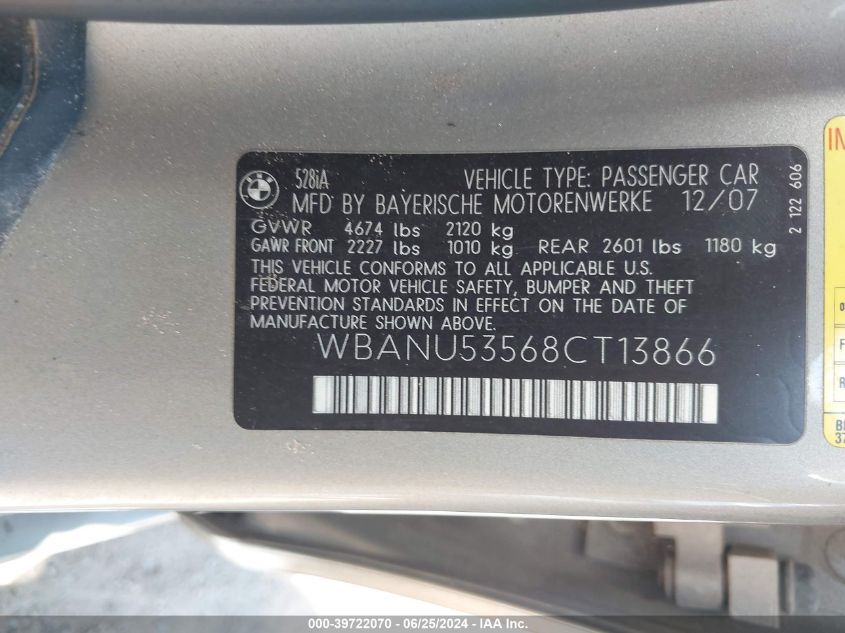 BMW
528iA VEHICLE TYPE: PASSENGER CAR
MFD BY BAYERISCHE MOTORENWERKE 12/07
GVWR 4674 lbs 2120 kg
GAWR FRONT 2227 lbs 1010 kg REAR 2601 lbs 1180 kg
THIS VEHICLE CONFORMS TO ALL APPLICABLE U.S.
FEDERAL MOTOR VEHICLE SAFETY, BUMPER AND THEFT
PREVENTION STANDARDS IN EFFECT ON THE DATE OF
MANUFACTURE SHOWN ABOVE.
WBANU53568CT13866
2 122 606
000-39722070 - 06/25/2024 - IAAI.com